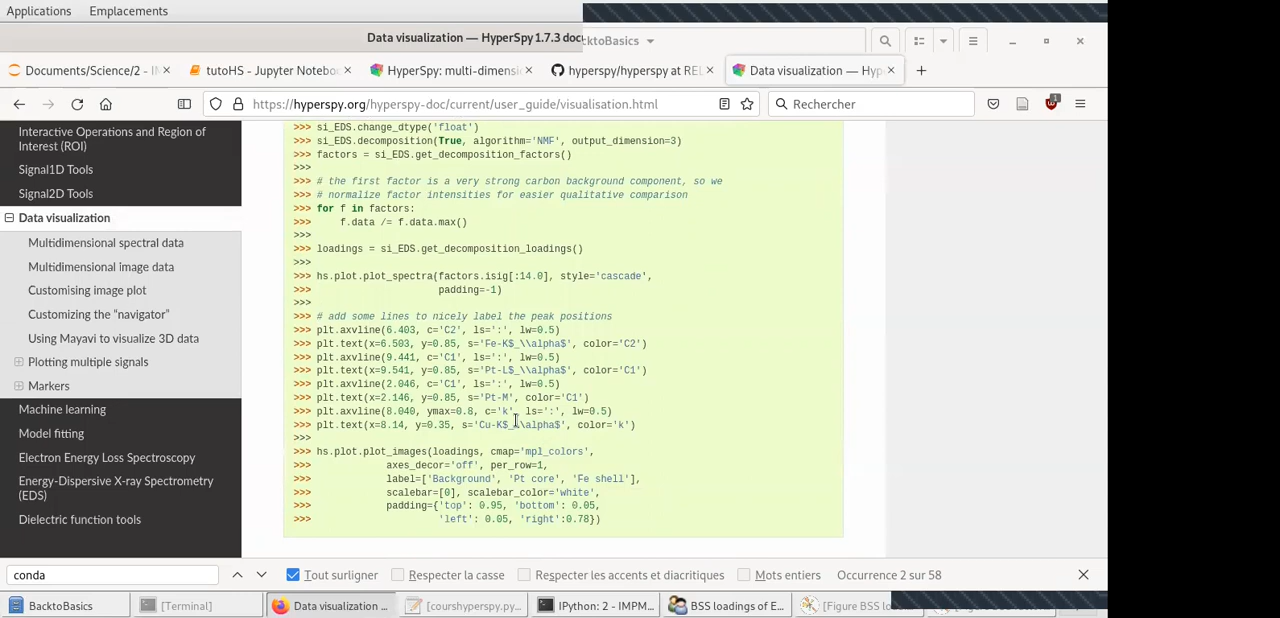 Applications Emplacements
Data visualization — HyperSpy 1.7.3 doc
cktoBasics
Documents/Science/2 - I
tutoHS - Jupyter Notebo
HyperSpy: multi-dimensi
hyperspy/hyperspy at REL
Data visualization — Hy
https://hyperspy.org/hyperspy-doc/current/user_guide/visualisation.html
Rechercher
1
Interactive Operations and Region of
Interest (ROI)
Signal1D Tools
Signal2D Tools
Data visualization
Multidimensional spectral data
Multidimensional image data
Customising image plot
Customizing the “navigator”
Using Mayavi to visualize 3D data
Plotting multiple signals
Markers
Machine learning
Model fitting
Electron Energy Loss Spectroscopy
Energy-Dispersive X-ray Spectrometry
(EDS)
Dielectric function tools
>>> si_EDS.change_dtype('float')
>>> si_EDS.decomposition(True, algorithm='NMF', output_dimension=3)
>>> factors = si_EDS.get_decomposition_factors()
>>>
>>> # the first factor is a very strong carbon background component, so we
>>> # normalize factor intensities for easier qualitative comparison
>>> for f in factors:
>>>     f.data /= f.data.max()
>>>
>>> loadings = si_EDS.get_decomposition_loadings()
>>>
>>> hs.plot.plot_spectra(factors.isig[:14.0], style='cascade',
>>>                      padding=-1)
>>>
>>> # add some lines to nicely label the peak positions
>>> plt.axvline(6.403, c='C2', ls=':', lw=0.5)
>>> plt.text(x=6.503, y=0.85, s='Fe-K$_\\alpha$', color='C2')
>>> plt.axvline(9.441, c='C1', ls=':', lw=0.5)
>>> plt.text(x=9.541, y=0.85, s='Pt-L$_\\alpha$', color='C1')
>>> plt.axvline(2.046, c='C1', ls=':', lw=0.5)
>>> plt.text(x=2.146, y=0.85, s='Pt-M', color='C1')
>>> plt.axvline(8.040, ymax=0.8, c='k', ls=':', lw=0.5)
>>> plt.text(x=8.14, y=0.35, s='Cu-K$_\\alpha$', color='k')
>>>
>>> hs.plot.plot_images(loadings, cmap='mpl_colors',
>>>             axes_decor='off', per_row=1,
>>>             label=['Background', 'Pt core', 'Fe shell'],
>>>             scalebar=[0], scalebar_color='white',
>>>             padding={'top': 0.95, 'bottom': 0.05,
>>>                      'left': 0.05, 'right':0.78})
conda
Tout surligner
Respecter la casse
Respecter les accents et diacritiques
Mots entiers
Occurrence 2 sur 58
BacktoBasics
[Terminal]
Data visualization ...
[courshyperspy.py...
IPython: 2 - IMPM...
BSS loadings of E...
[Figure BSS lo